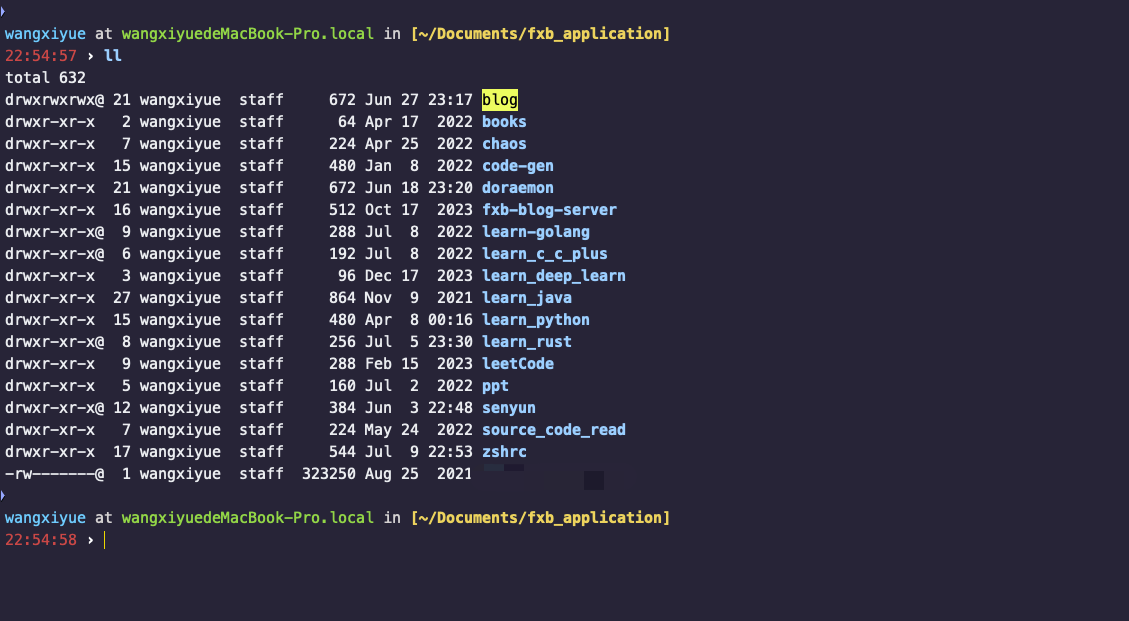 wangxiyue at wangxiyuedeMacBook-Pro.local in [~/Documents/fxb_application]
22:54:57 › ll
total 632
drwxrwxrwx@ 21 wangxiyue  staff     672 Jun 27 23:17 blog
drwxr-xr-x   2 wangxiyue  staff      64 Apr 17  2022 books
drwxr-xr-x   7 wangxiyue  staff     224 Apr 25  2022 chaos
drwxr-xr-x  15 wangxiyue  staff     480 Jan  8  2022 code-gen
drwxr-xr-x  21 wangxiyue  staff     672 Jun 18 23:20 doraemon
drwxr-xr-x  16 wangxiyue  staff     512 Oct 17  2023 fxb-blog-server
drwxr-xr-x@  9 wangxiyue  staff     288 Jul  8  2022 learn-golang
drwxr-xr-x@  6 wangxiyue  staff     192 Jul  8  2022 learn_c_c_plus
drwxr-xr-x   3 wangxiyue  staff      96 Dec 17  2023 learn_deep_learn
drwxr-xr-x  27 wangxiyue  staff     864 Nov  9  2021 learn_java
drwxr-xr-x  15 wangxiyue  staff     480 Apr  8 00:16 learn_python
drwxr-xr-x@  8 wangxiyue  staff     256 Jul  5 23:30 learn_rust
drwxr-xr-x   9 wangxiyue  staff     288 Feb 15  2023 leetCode
drwxr-xr-x   5 wangxiyue  staff     160 Jul  2  2022 ppt
drwxr-xr-x@ 12 wangxiyue  staff     384 Jun  3 22:48 senyun
drwxr-xr-x   7 wangxiyue  staff     224 May 24  2022 source_code_read
drwxr-xr-x  17 wangxiyue  staff     544 Jul  9 22:53 zshrc
-rw-------@  1 wangxiyue  staff  323250 Aug 25  2021
wangxiyue at wangxiyuedeMacBook-Pro.local in [~/Documents/fxb_application]
22:54:58 ›